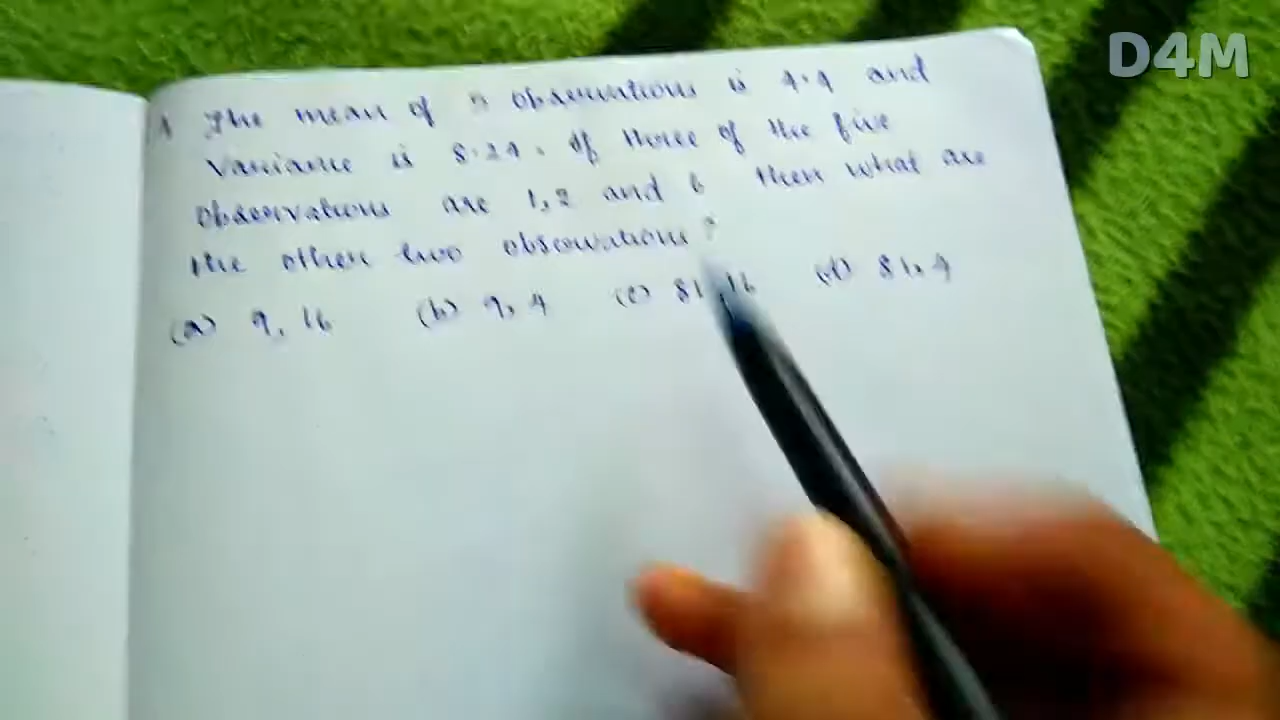 D4M
The mean of 5 observations is 4.4 and
variance is 8.24. If three of the five
observations are 1, 2 and 6 then what are
the other two observations?
(a) 9, 16 (b) 9, 4 (c) 81, 16 (d) 81, 4